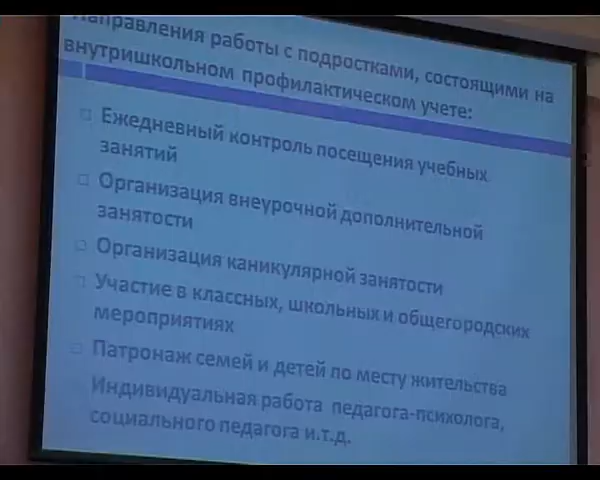 Направления работы с подростками, состоящими на
внутришкольном профилактическом учете:
Ежедневный контроль посещения учебных
занятий
Организация внеурочной дополнительной
занятости
Организация каникулярной занятости
Участие в классных, школьных и общегородских
мероприятиях
Патронаж семей и детей по месту жительства
Индивидуальная работа педагога-психолога,
социального педагога и.т.д.